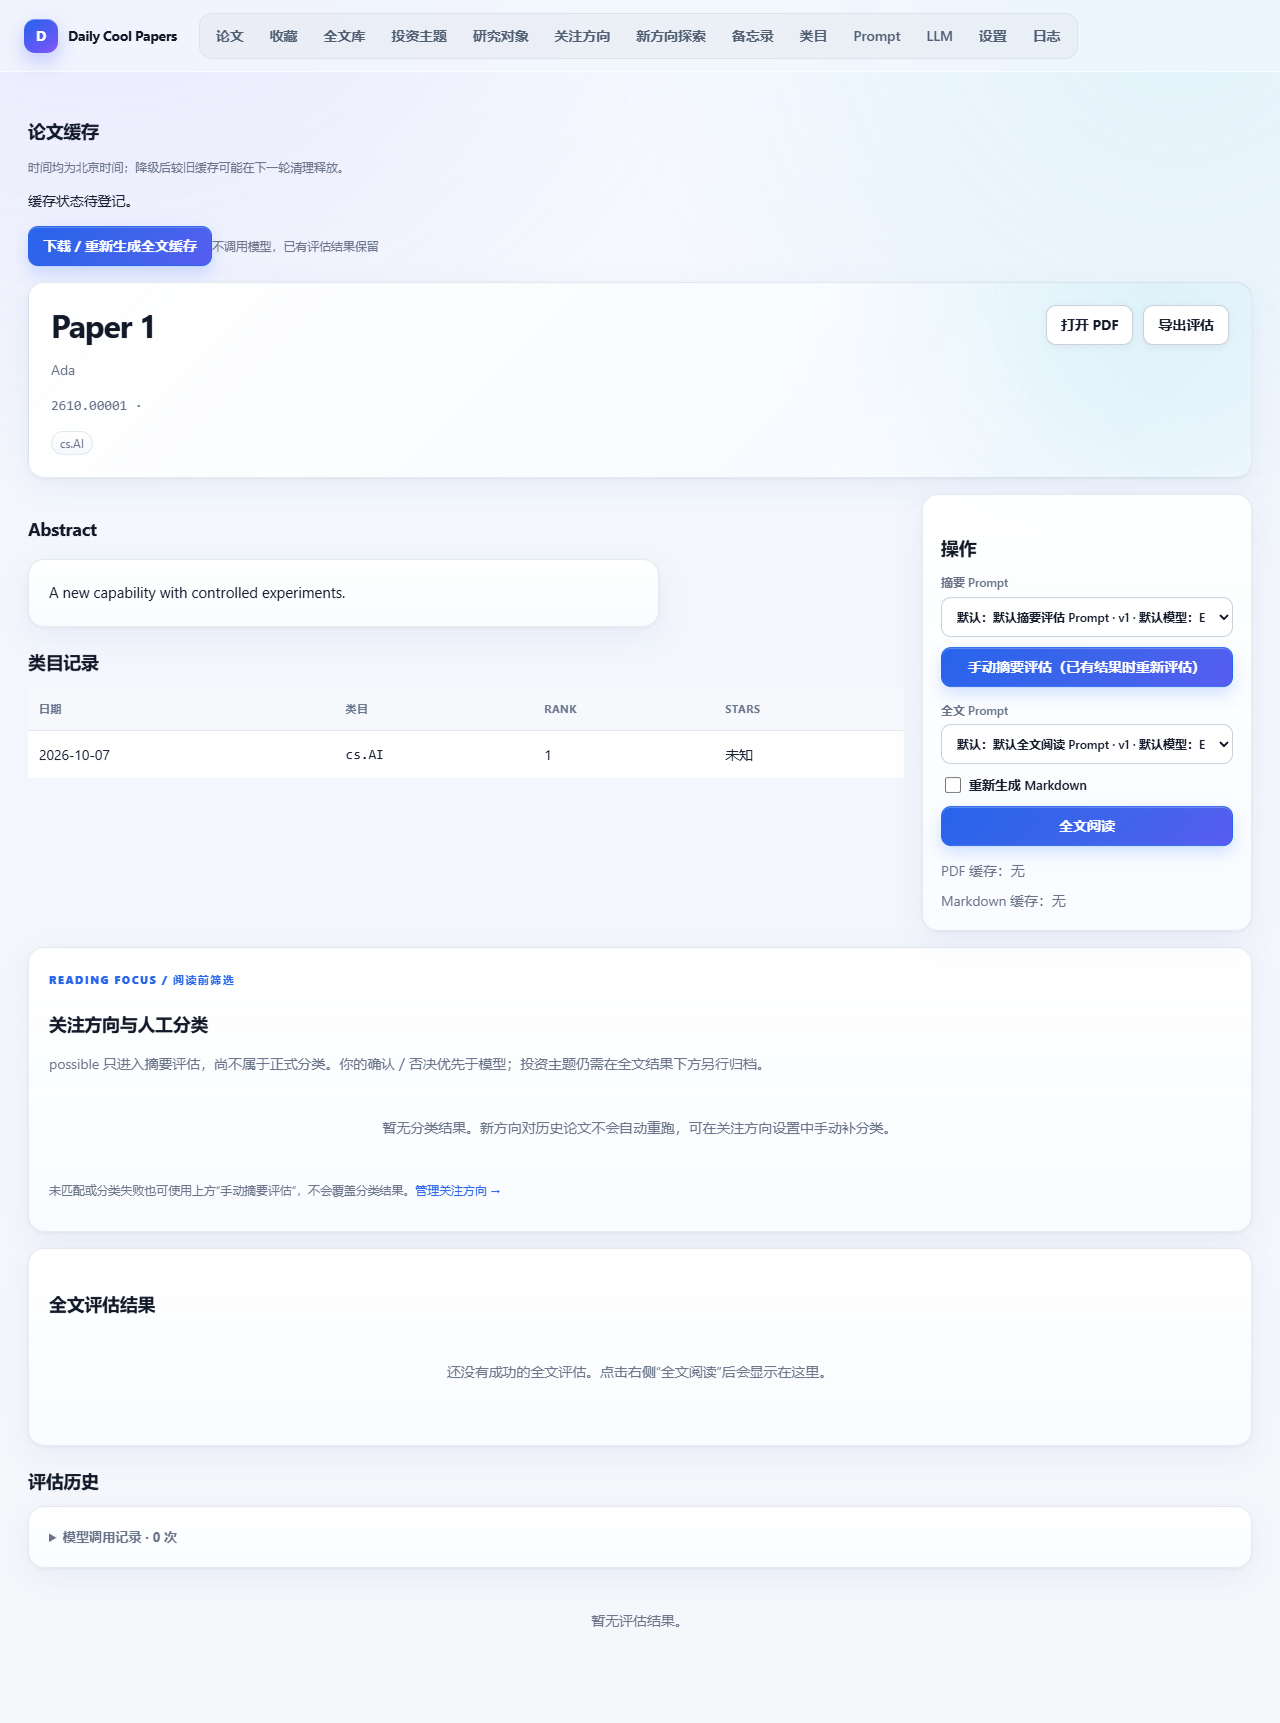 D Daily Cool Papers 论文 收藏 全文库 投资主题 研究对象 关注方向 新方向探索 备忘录 类目 Prompt LLM 设置 日志
论文缓存
时间均为北京时间；降级后较旧缓存可能在下一轮清理释放。
缓存状态待登记。
下载 / 重新生成全文缓存 不调用模型，已有评估结果保留
Paper 1
打开 PDF 导出评估
Ada
2610.00001 ·
cs.AI
Abstract
A new capability with controlled experiments.
类目记录
日期 类目 RANK STARS
2026-10-07 cs.AI 1 未知
操作
摘要 Prompt
默认：默认摘要评估 Prompt · v1 · 默认模型：E
手动摘要评估（已有结果时重新评估）
全文 Prompt
默认：默认全文阅读 Prompt · v1 · 默认模型：E
重新生成 Markdown
全文阅读
PDF 缓存：无
Markdown 缓存：无
READING FOCUS / 阅读前筛选
关注方向与人工分类
possible 只进入摘要评估，尚不属于正式分类。你的确认 / 否决优先于模型；投资主题仍需在全文结果下方另行归档。
暂无分类结果。新方向对历史论文不会自动重跑，可在关注方向设置中手动补分类。
未匹配或分类失败也可使用上方“手动摘要评估”，不会覆盖分类结果。管理关注方向 →
全文评估结果
还没有成功的全文评估。点击右侧“全文阅读”后会显示在这里。
评估历史
▶ 模型调用记录 · 0 次
暂无评估结果。